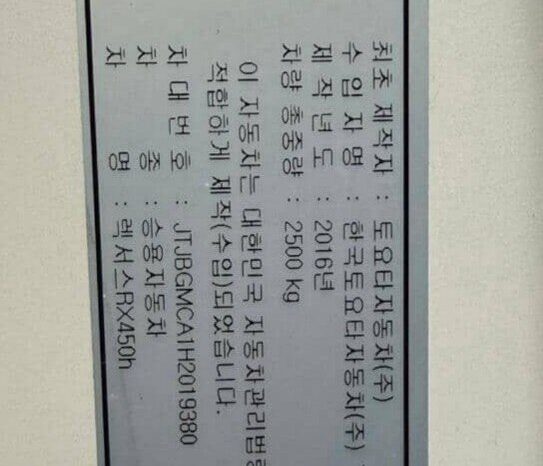 최초 제작자 : 토요타자동차(주)
수 입 자 명 : 한국토요타자동차(주)
제 작 년 도 : 2016년
차량 총중량 : 2500 kg
이 자동차는 대한민국 자동차관리법
적합하게 제작(수입)되었습니다.
차 대 번 호 : JTJBGMCA1H2019380
차 종 : 승용자동차
차 명 : 렉서스RX450h